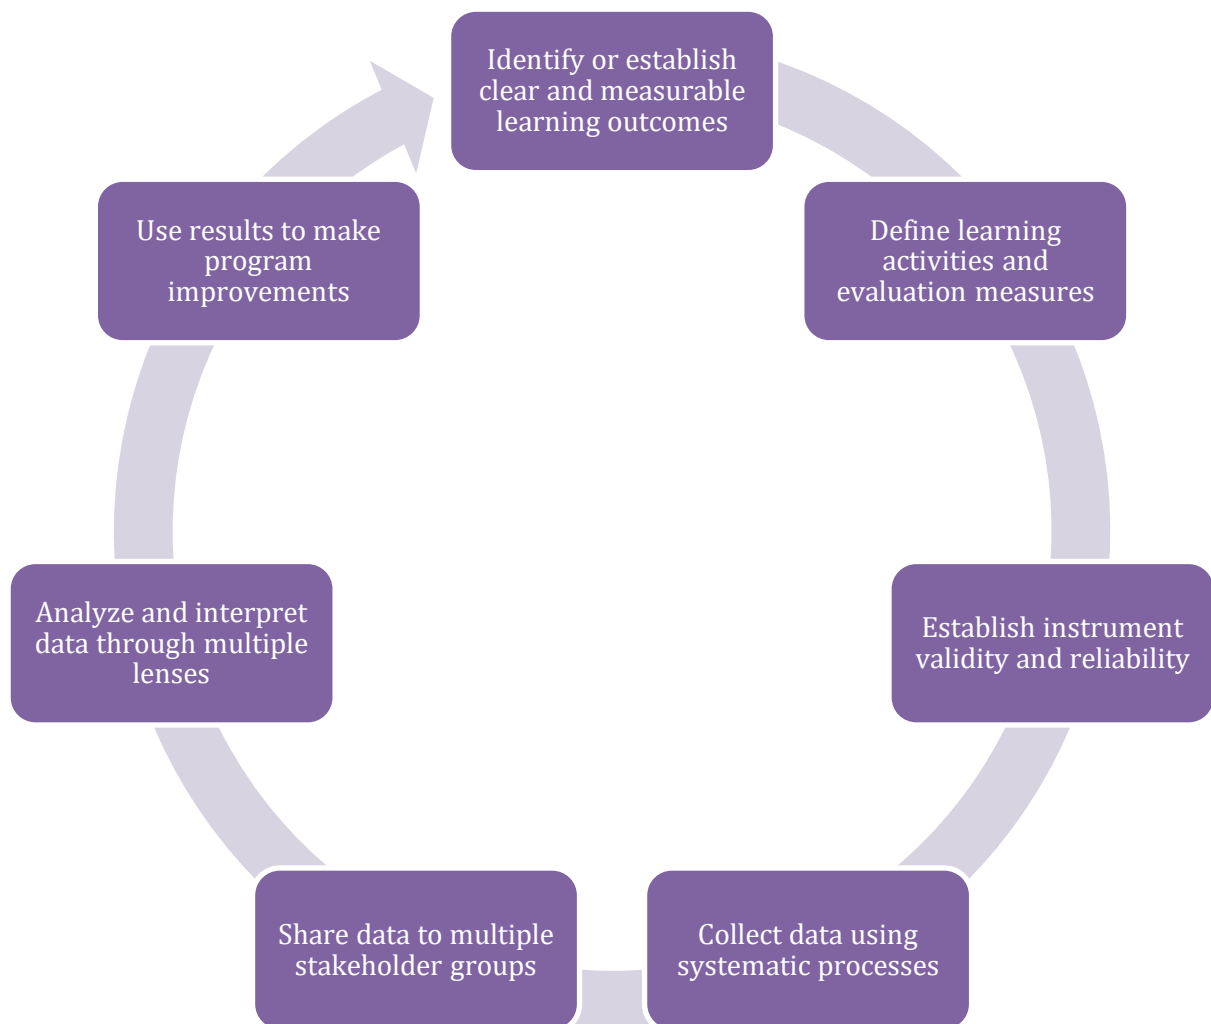 Identify or establish
clear and measurable
learning outcomes
Define learning
activities and
evaluation measures
Establish instrument
validity and reliability
Collect data using
systematic processes
Share data to multiple
stakeholder groups
Analyze and interpret
data through multiple
lenses
Use results to make
program
improvements